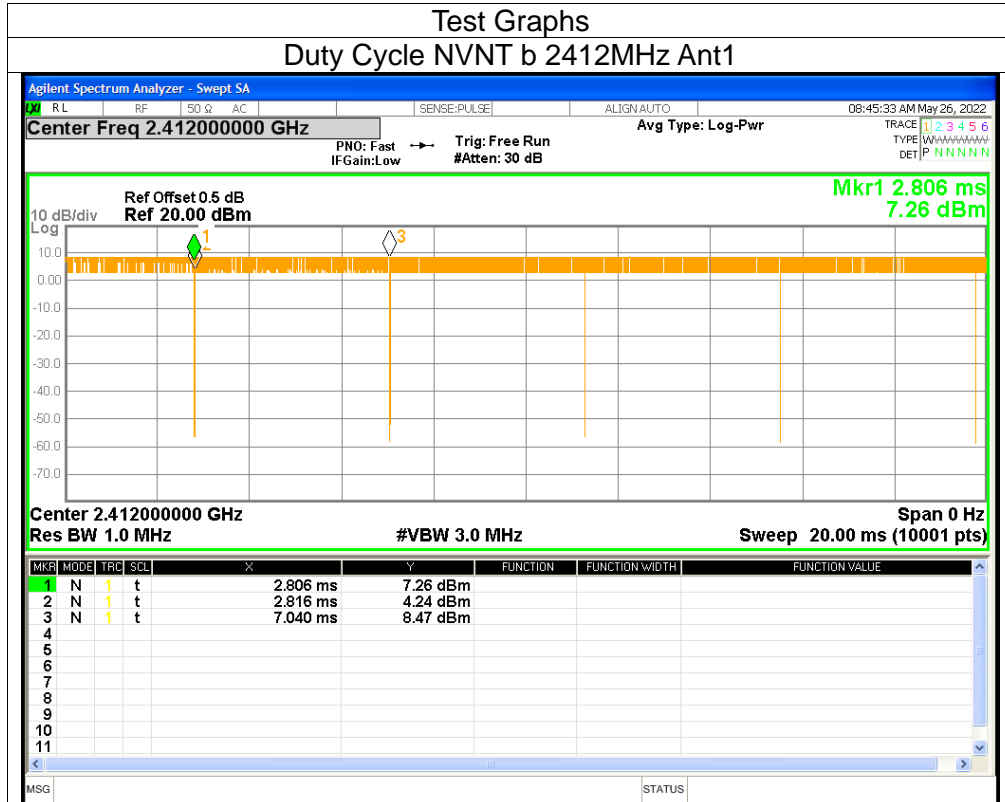 Test Graphs
Duty Cycle NVNT b 2412MHz Ant1
Agilent Spectrum Analyzer - Swept SA
LXI RL RF 50 Ω AC SENSE:PULSE ALIGN AUTO 08:45:33 AM May 26, 2022
Center Freq 2.412000000 GHz Avg Type: Log-Pwr TRACE 1 2 3 4 5 6
PNO: Fast Trig: Free Run TYPE W
IFGain:Low #Atten: 30 dB DET P N N N N N
Mkr1 2.806 ms
Ref Offset 0.5 dB
10 dB/div Ref 20.00 dBm 7.26 dBm
Log
1 3
10.0
0.00
-10.0
-20.0
-30.0
-40.0
-50.0
-60.0
-70.0
Center 2.412000000 GHz Span 0 Hz
Res BW 1.0 MHz #VBW 3.0 MHz Sweep 20.00 ms (10001 pts)
MKR MODE TRC SCL X Y FUNCTION FUNCTION WIDTH FUNCTION VALUE
1 N 1 t 2.806 ms 7.26 dBm
2 N 1 t 2.816 ms 4.24 dBm
3 N 1 t 7.040 ms 8.47 dBm
4
5
6
7
8
9
10
11
MSG STATUS